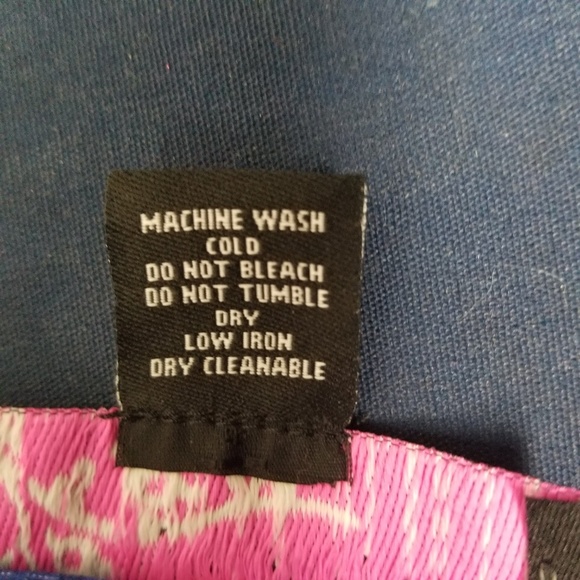 MACHINE WASH
COLD
DO NOT BLEACH
DO NOT TUMBLE
DRY
LOW IRON
DRY CLEANABLE